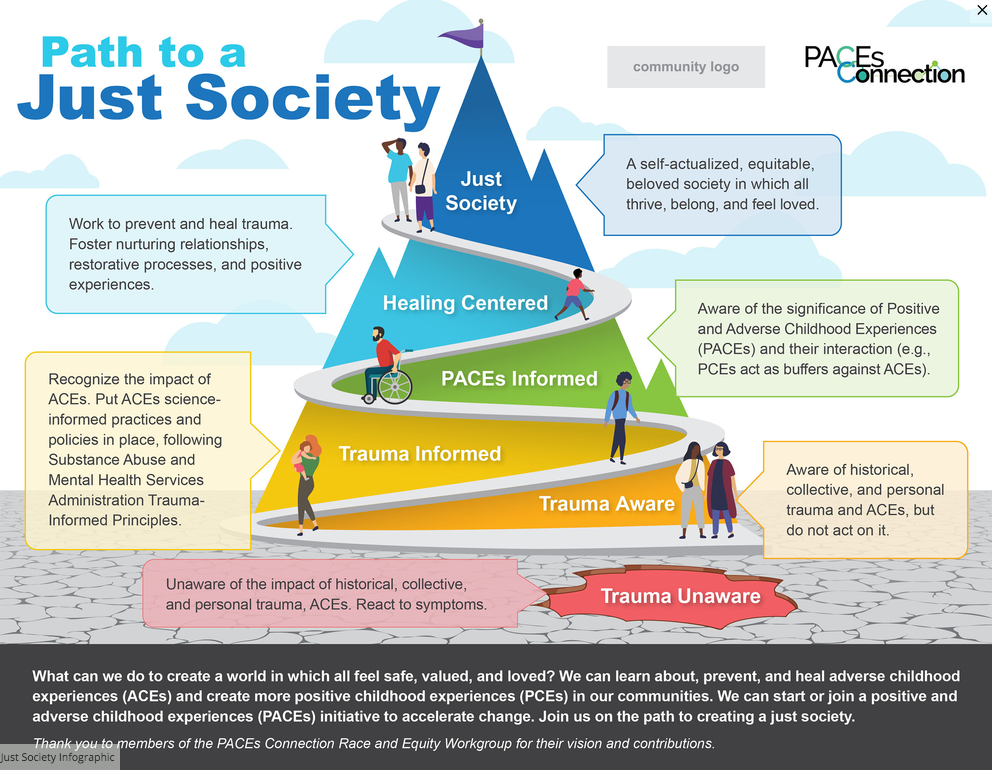 Path to a
Just Society
community logo
PACEs
Connection
Just
Society
A self-actualized, equitable,
beloved society in which all
thrive, belong, and feel loved.
Work to prevent and heal trauma.
Foster nurturing relationships,
restorative processes, and positive
experiences.
Healing Centered
Aware of the significance of Positive
and Adverse Childhood Experiences
(PACEs) and their interaction (e.g.,
PCEs act as buffers against ACEs).
PACEs Informed
Recognize the impact of
ACEs. Put ACEs science-
informed practices and
policies in place, following
Substance Abuse and
Mental Health Services
Administration Trauma-
Informed Principles.
Trauma Informed
Trauma Aware
Aware of historical,
collective, and personal
trauma and ACEs, but
do not act on it.
Unaware of the impact of historical, collective,
and personal trauma, ACEs. React to symptoms.
Trauma Unaware
What can we do to create a world in which all feel safe, valued, and loved? We can learn about, prevent, and heal adverse childhood
experiences (ACEs) and create more positive childhood experiences (PCEs) in our communities. We can start or join a positive and
adverse childhood experiences (PACEs) initiative to accelerate change. Join us on the path to creating a just society.
Thank you to members of the PACEs Connection Race and Equity Workgroup for their vision and contributions.
Just Society Infographic